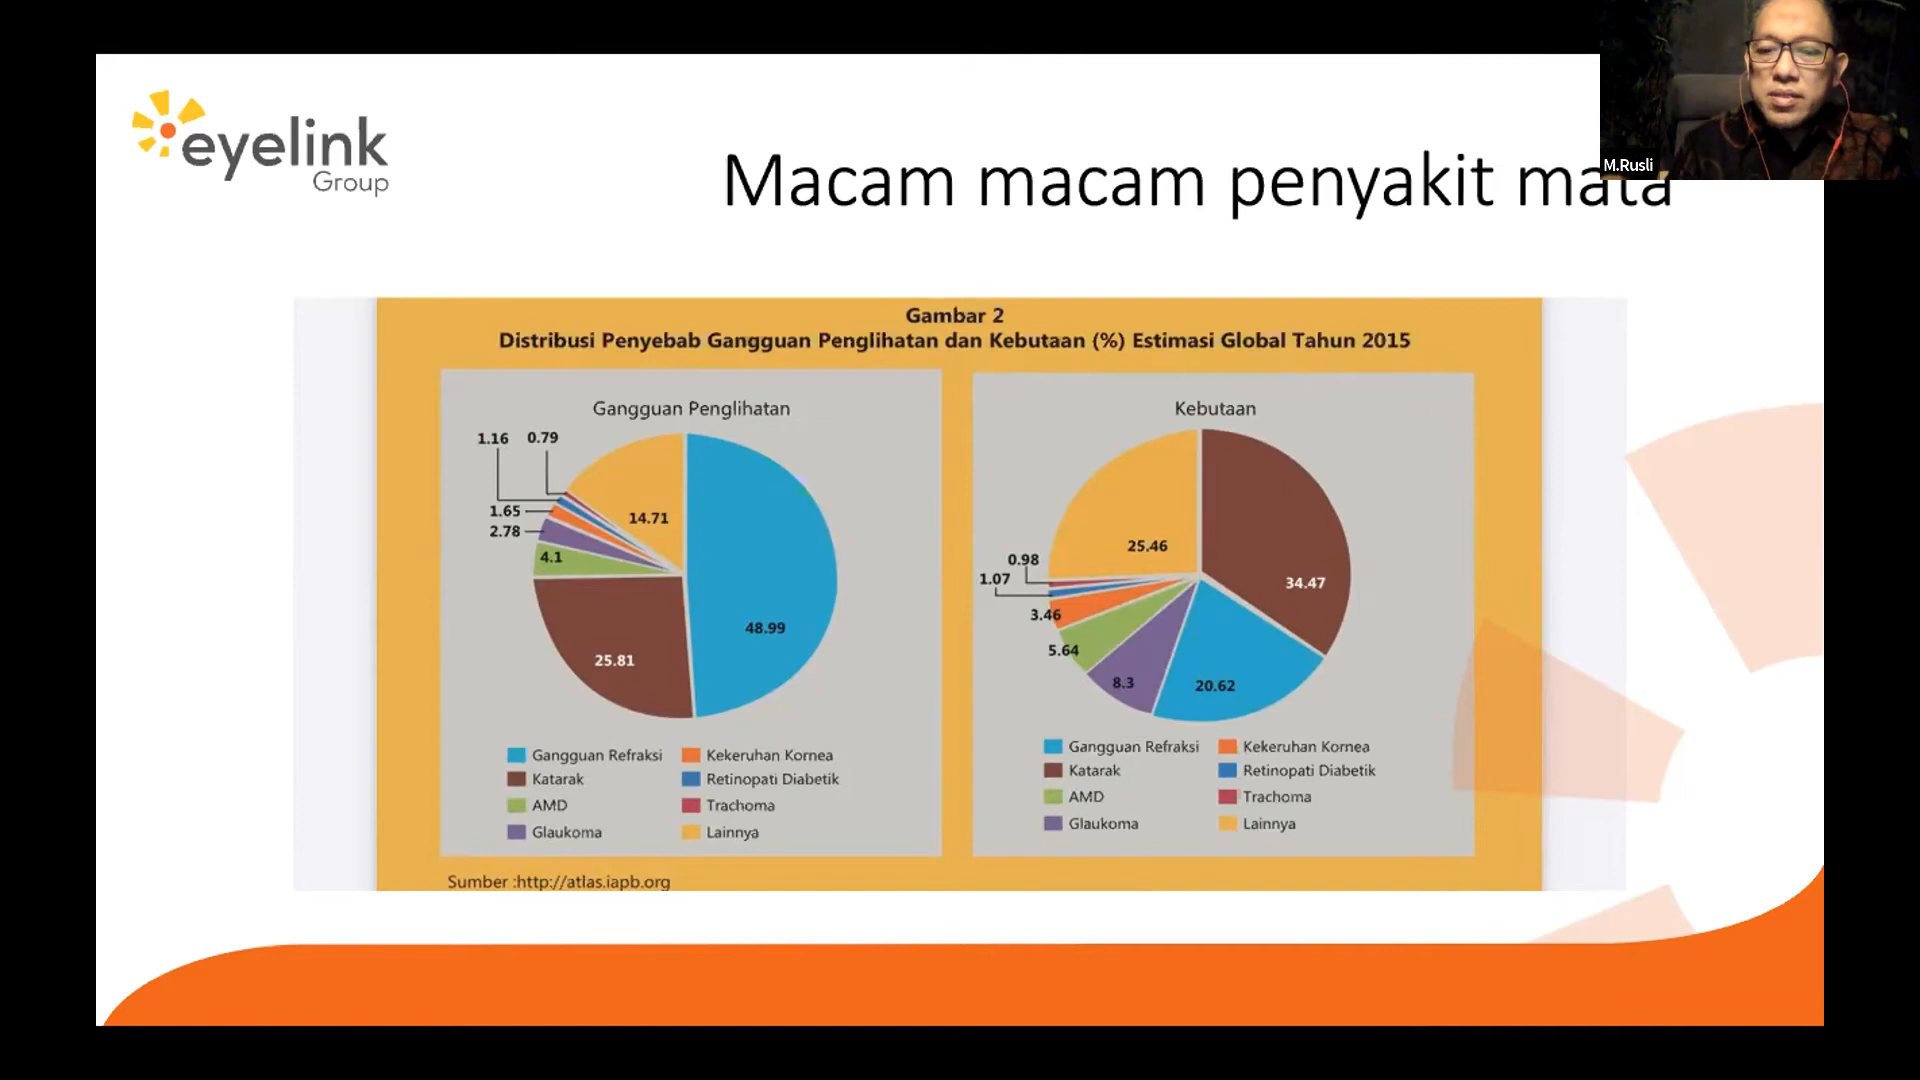 eyelink
Group
Macam macam penyakit mata
M.Rusli
Gambar 2
Distribusi Penyebab Gangguan Penglihatan dan Kebutaan (%) Estimasi Global Tahun 2015
Gangguan Penglihatan
1.16
0.79
1.65
2.78
4.1
14.71
48.99
25.81
Gangguan Refraksi
Kekeruhan Kornea
Katarak
Retinopati Diabetik
AMD
Trachoma
Glaukoma
Lainnya
Kebutaan
25.46
0.98
1.07
3.46
5.64
8.3
20.62
34.47
Gangguan Refraksi
Kekeruhan Kornea
Katarak
Retinopati Diabetik
AMD
Trachoma
Glaukoma
Lainnya
Sumber :http://atlas.iapb.org